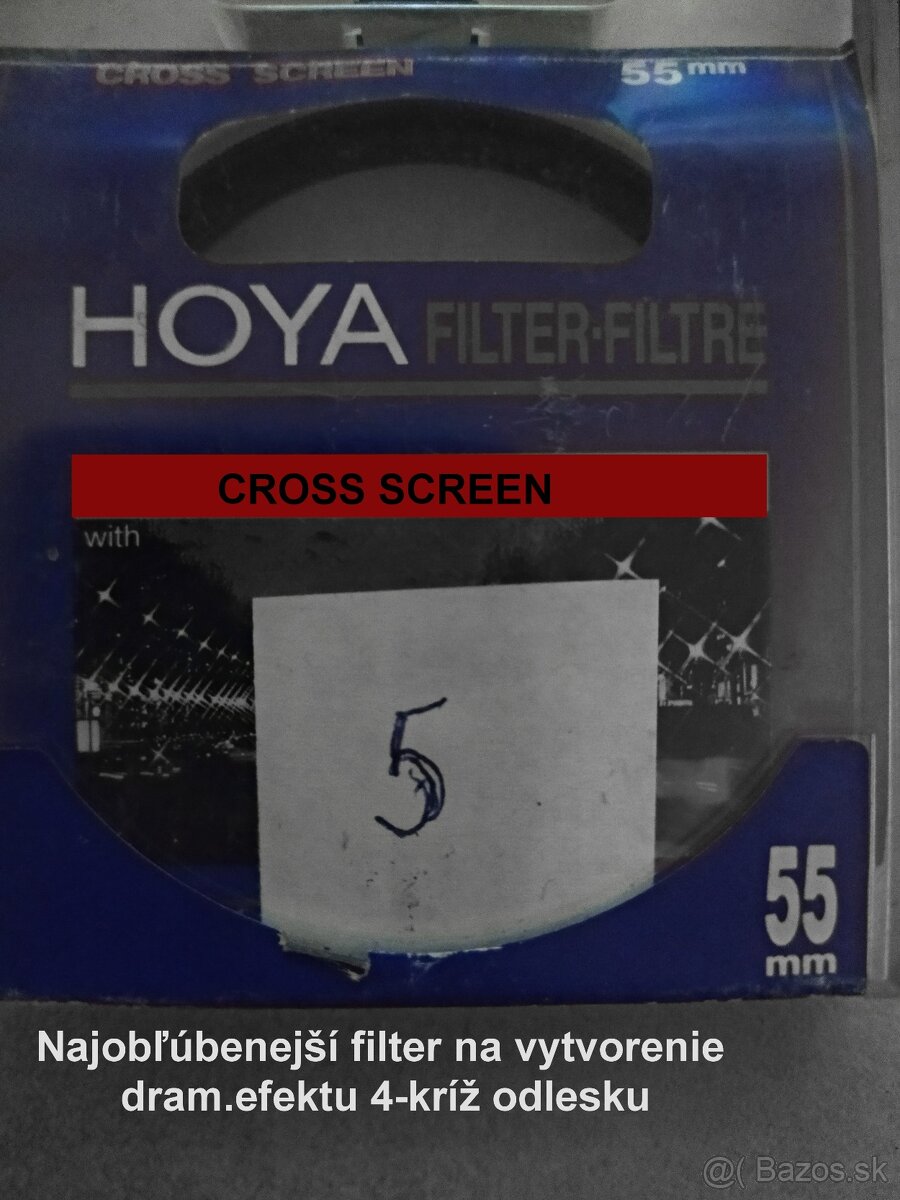 CROSS SCREEN 55mm
HOYA FILTER·FILTRE
CROSS SCREEN
with
5
55
mm
Najobľúbenejší filter na vytvorenie
dram.efektu 4-kríž odlesku
@( Bazos.sk